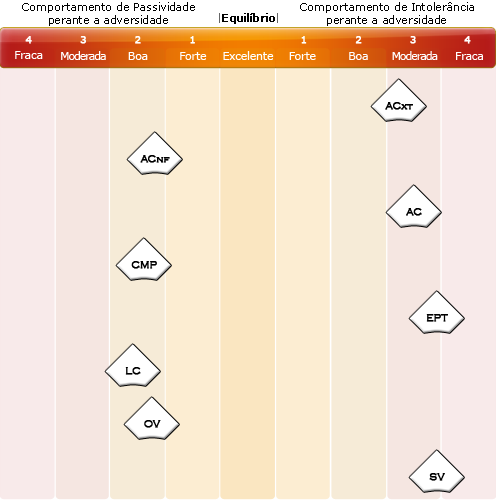 Comportamento de Passividade
perante a adversidade
|Equilíbrio|
Comportamento de Intolerância
perante a adversidade
4 3 2 1 1 2 3 4
Fraca Moderada Boa Forte Excelente Forte Boa Moderada Fraca
ACXT
ACNF
AC
CMP
EPT
LC
OV
SV